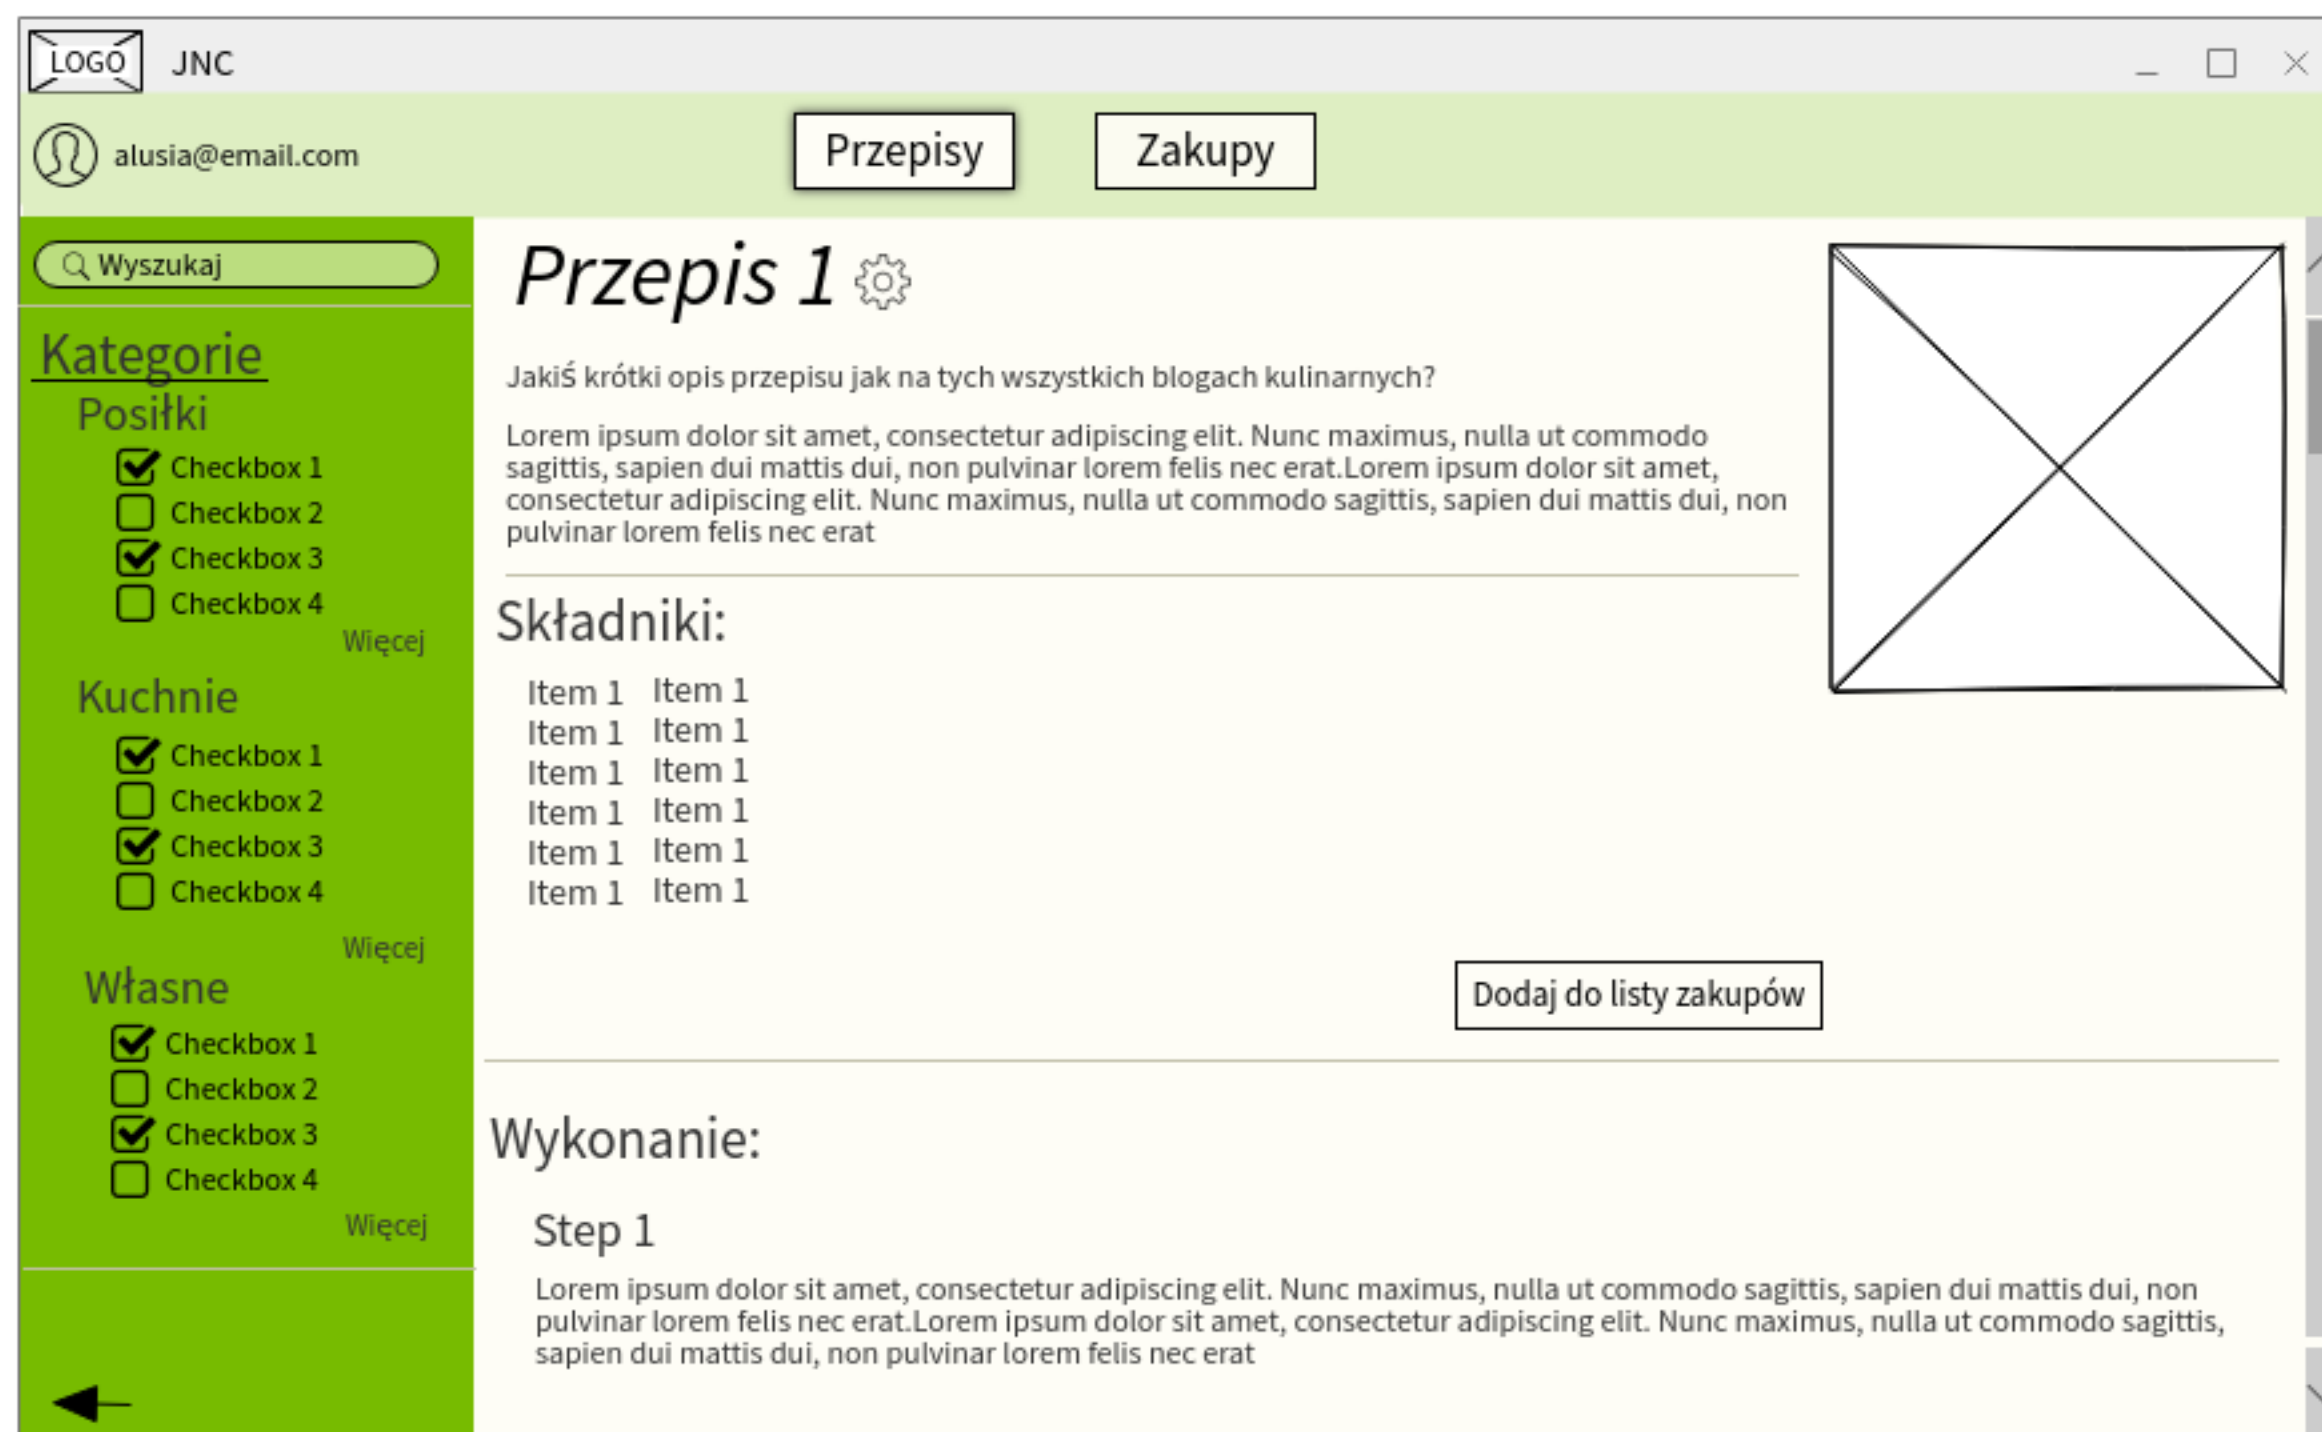 LOGO JNC
alusia@email.com
Przepisy
Zakupy
Wyszukaj
Kategorie
Posiłki
Checkbox 1
Checkbox 2
Checkbox 3
Checkbox 4
Więcej
Kuchnie
Checkbox 1
Checkbox 2
Checkbox 3
Checkbox 4
Więcej
Własne
Checkbox 1
Checkbox 2
Checkbox 3
Checkbox 4
Więcej
Przepis 1
Jakiś krótki opis przepisu jak na tych wszystkich blogach kulinarnych?
Lorem ipsum dolor sit amet, consectetur adipiscing elit. Nunc maximus, nulla ut commodo
sagittis, sapien dui mattis dui, non pulvinar lorem felis nec erat.Lorem ipsum dolor sit amet,
consectetur adipiscing elit. Nunc maximus, nulla ut commodo sagittis, sapien dui mattis dui, non
pulvinar lorem felis nec erat
Składniki:
Item 1 Item 1
Item 1 Item 1
Item 1 Item 1
Item 1 Item 1
Item 1 Item 1
Item 1 Item 1
Dodaj do listy zakupów
Wykonanie:
Step 1
Lorem ipsum dolor sit amet, consectetur adipiscing elit. Nunc maximus, nulla ut commodo sagittis, sapien dui mattis dui, non
pulvinar lorem felis nec erat.Lorem ipsum dolor sit amet, consectetur adipiscing elit. Nunc maximus, nulla ut commodo sagittis,
sapien dui mattis dui, non pulvinar lorem felis nec erat